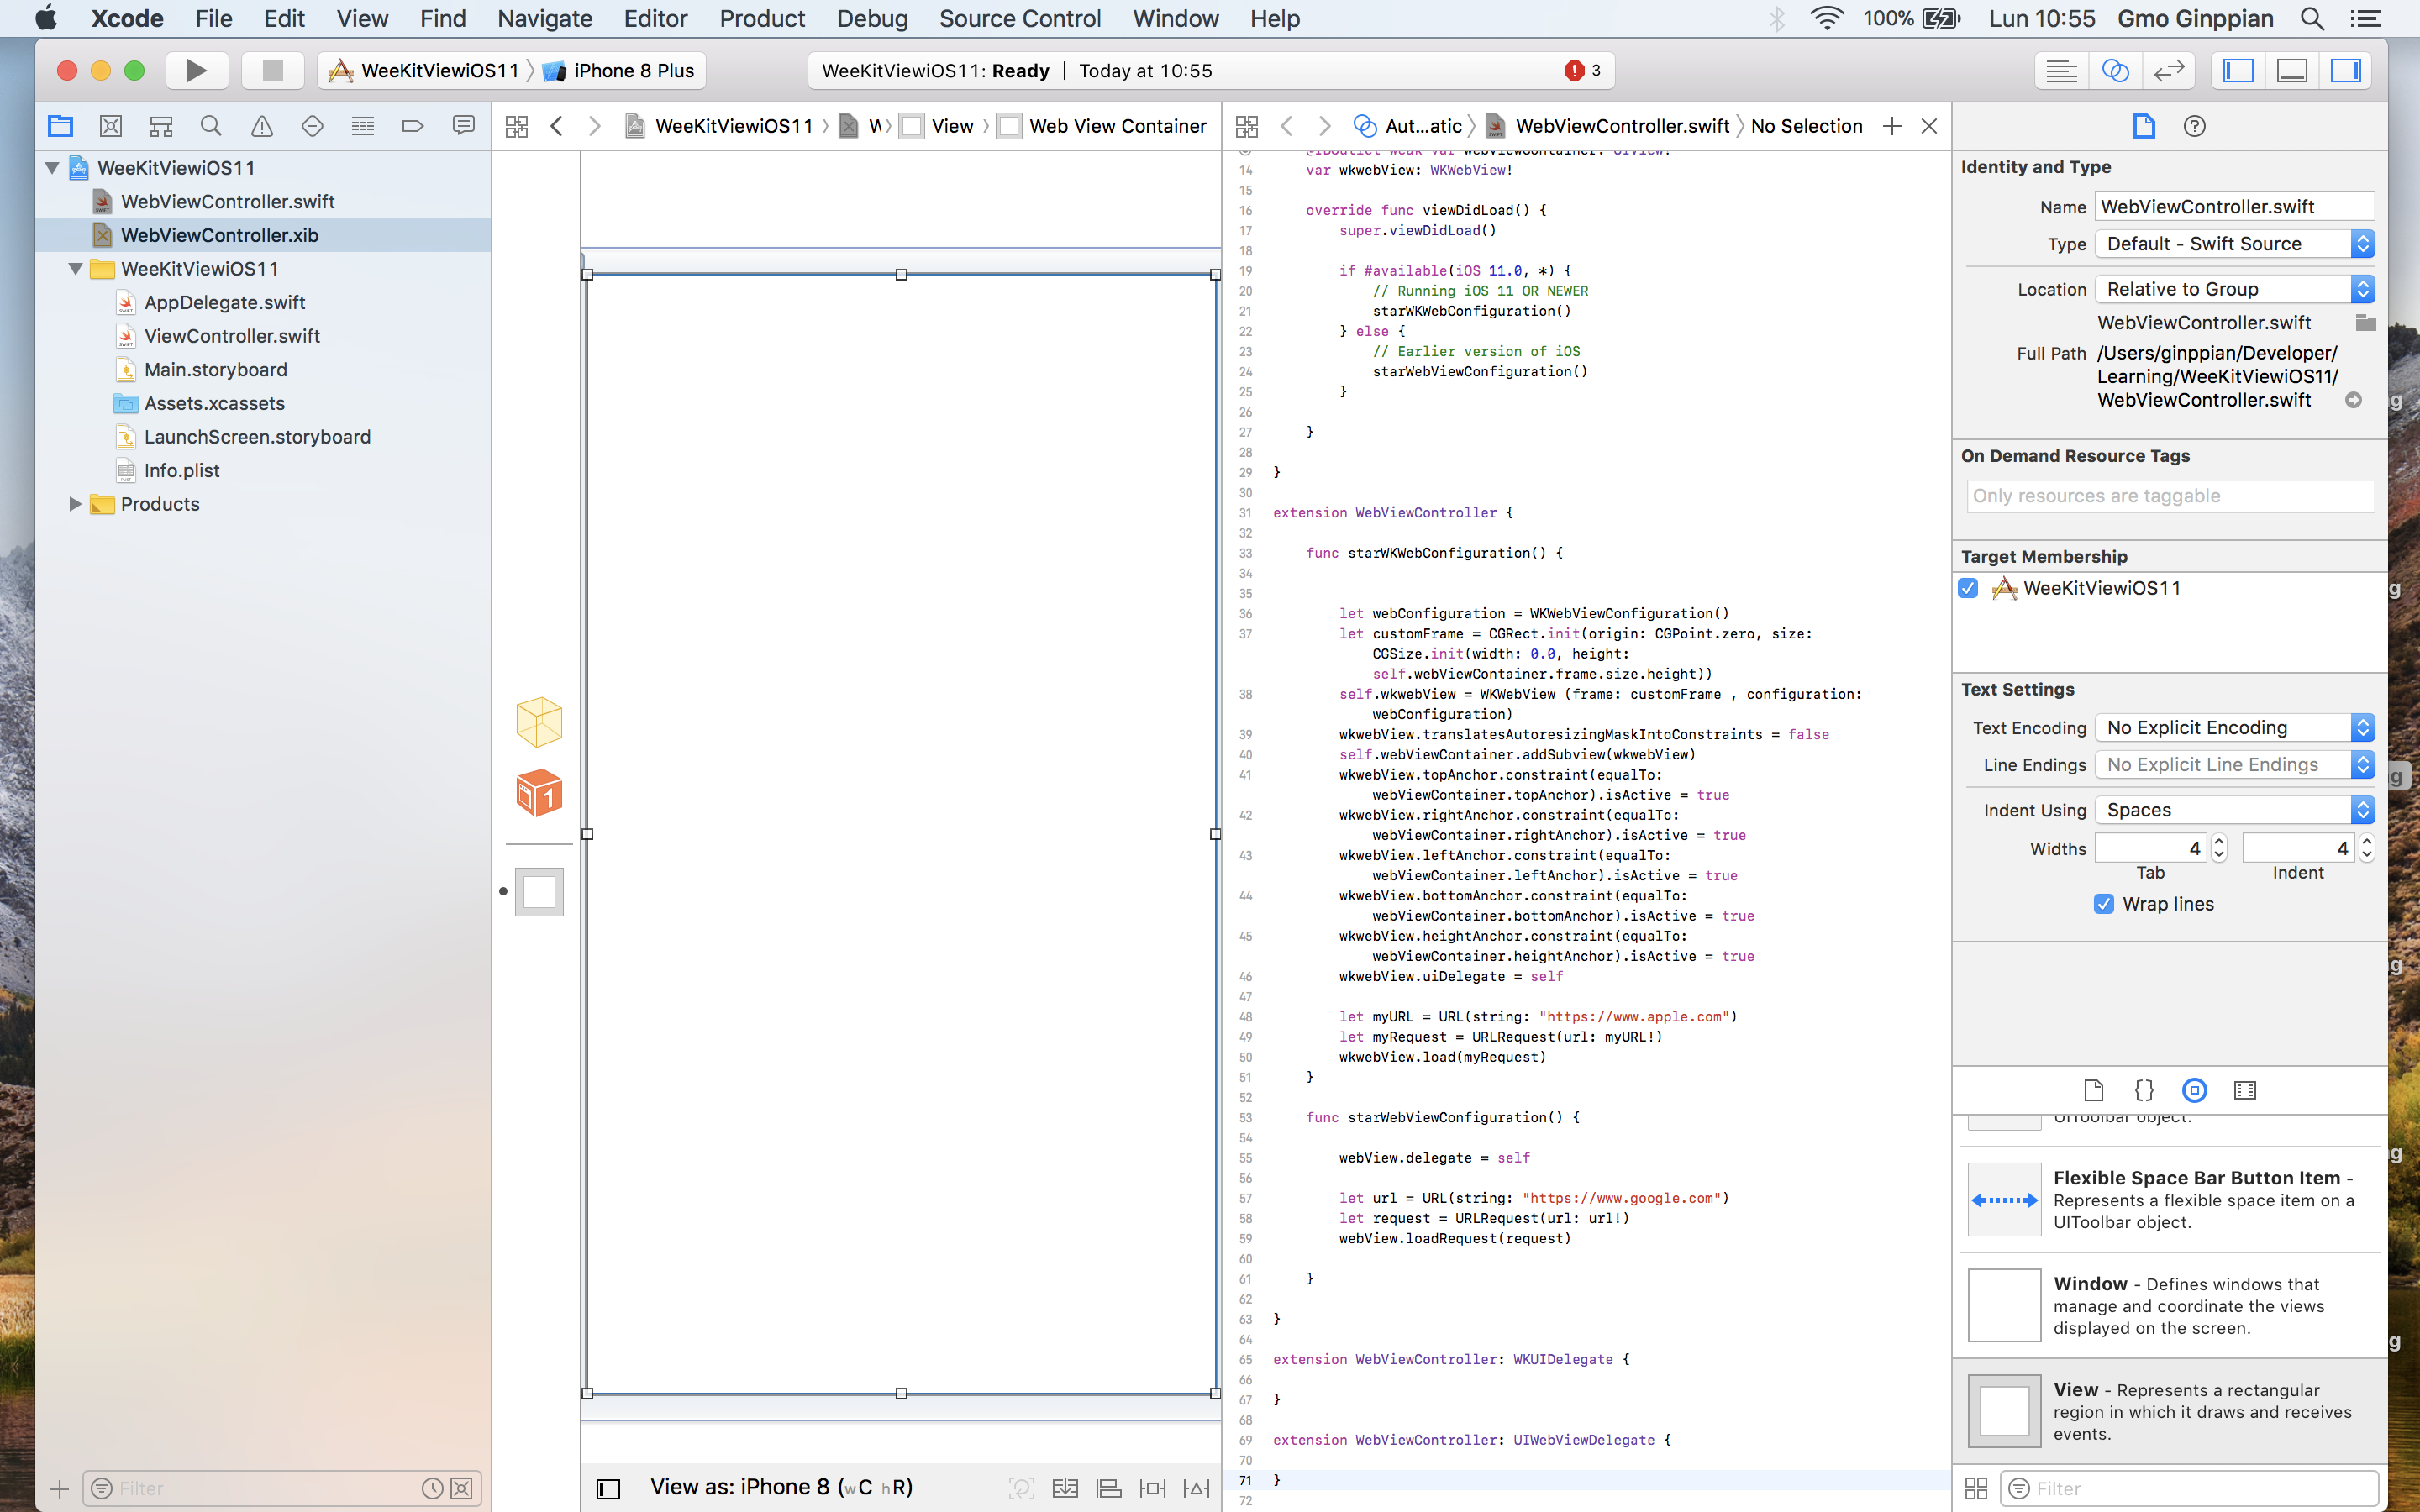 Xcode File Edit View Find Navigate Editor Product Debug Source Control Window Help 100% Lun 10:55 Gmo Ginppian
WeeKitViewiOS11 iPhone 8 Plus WeeKitViewiOS11: Ready Today at 10:55 3
WeeKitViewiOS11 View Web View Container
Aut...atic WebViewController.swift No Selection
WeeKitViewiOS11
WebViewController.swift
WebViewController.xib
WeeKitViewiOS11
AppDelegate.swift
ViewController.swift
Main.storyboard
Assets.xcassets
LaunchScreen.storyboard
Info.plist
Products
Filter
1
View as: iPhone 8 (wC hR)
14 var wkwebView: WKWebView!
15
16 override func viewDidLoad() {
17 super.viewDidLoad()
18
19 if #available(iOS 11.0, *) {
20 // Running iOS 11 OR NEWER
21 starWKWebConfiguration()
22 } else {
23 // Earlier version of iOS
24 starWebViewConfiguration()
25 }
26
27 }
28
29 }
30
31 extension WebViewController {
32
33 func starWKWebConfiguration() {
34
35
36 let webConfiguration = WKWebViewConfiguration()
37 let customFrame = CGRect.init(origin: CGPoint.zero, size:
CGSize.init(width: 0.0, height:
self.webViewContainer.frame.size.height))
38 self.wkwebView = WKWebView (frame: customFrame , configuration:
webConfiguration)
39 wkwebView.translatesAutoresizingMaskIntoConstraints = false
40 self.webViewContainer.addSubview(wkwebView)
41 wkwebView.topAnchor.constraint(equalTo:
webViewContainer.topAnchor).isActive = true
42 wkwebView.rightAnchor.constraint(equalTo:
webViewContainer.rightAnchor).isActive = true
43 wkwebView.leftAnchor.constraint(equalTo:
webViewContainer.leftAnchor).isActive = true
44 wkwebView.bottomAnchor.constraint(equalTo:
webViewContainer.bottomAnchor).isActive = true
45 wkwebView.heightAnchor.constraint(equalTo:
webViewContainer.heightAnchor).isActive = true
46 wkwebView.uiDelegate = self
47
48 let myURL = URL(string: "https://www.apple.com")
49 let myRequest = URLRequest(url: myURL!)
50 wkwebView.load(myRequest)
51 }
52
53 func starWebViewConfiguration() {
54
55 webView.delegate = self
56
57 let url = URL(string: "https://www.google.com")
58 let request = URLRequest(url: url!)
59 webView.loadRequest(request)
60
61 }
62
63 }
64
65 extension WebViewController: WKUIDelegate {
66
67 }
68
69 extension WebViewController: UIWebViewDelegate {
70
71 }
72
Identity and Type
Name WebViewController.swift
Type Default - Swift Source
Location Relative to Group
WebViewController.swift
Full Path /Users/ginppian/Developer/
Learning/WeeKitViewiOS11/
WebViewController.swift
On Demand Resource Tags
Only resources are taggable
Target Membership
WeeKitViewiOS11
Text Settings
Text Encoding No Explicit Encoding
Line Endings No Explicit Line Endings
Indent Using Spaces
Widths 4 4
Tab Indent
Wrap lines
UIToolbar object.
Flexible Space Bar Button Item -
Represents a flexible space item on a
UIToolbar object.
Window - Defines windows that
manage and coordinate the views
displayed on the screen.
View - Represents a rectangular
region in which it draws and receives
events.
Filter